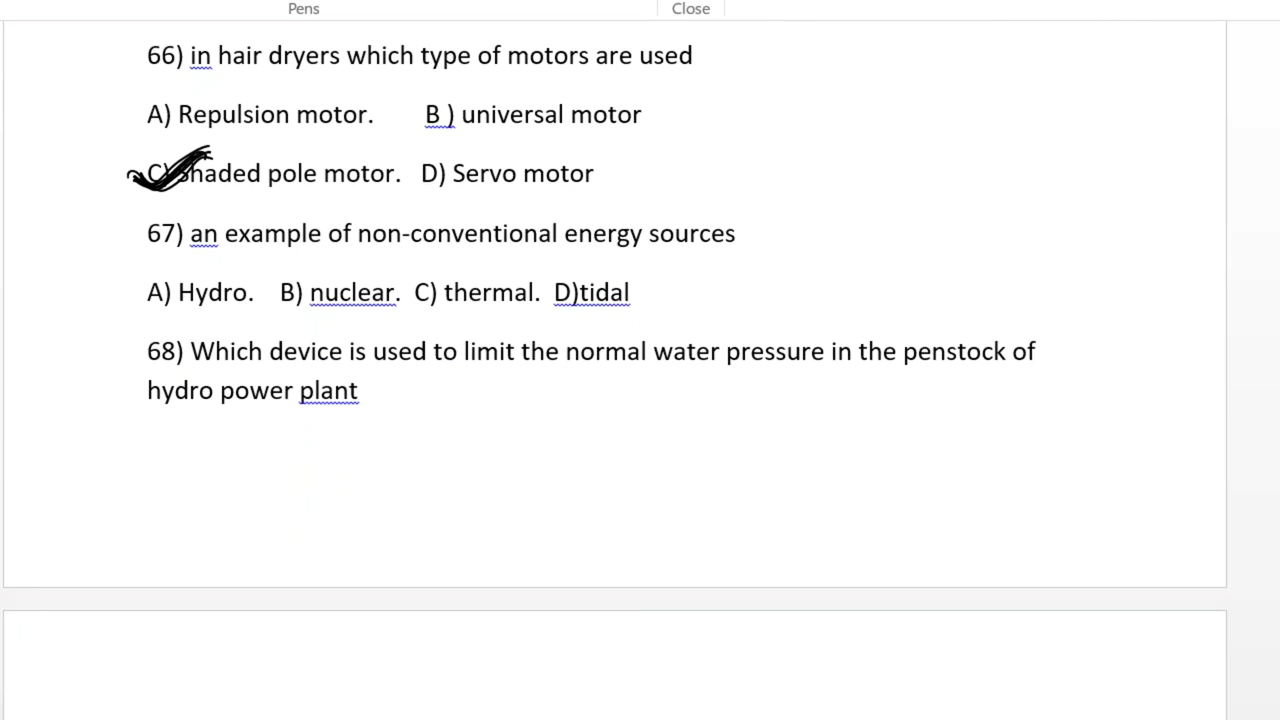 Pens Close
66) in hair dryers which type of motors are used
A) Repulsion motor. B ) universal motor
C) Shaded pole motor. D) Servo motor
67) an example of non-conventional energy sources
A) Hydro. B) nuclear. C) thermal. D)tidal
68) Which device is used to limit the normal water pressure in the penstock of
hydro power plant